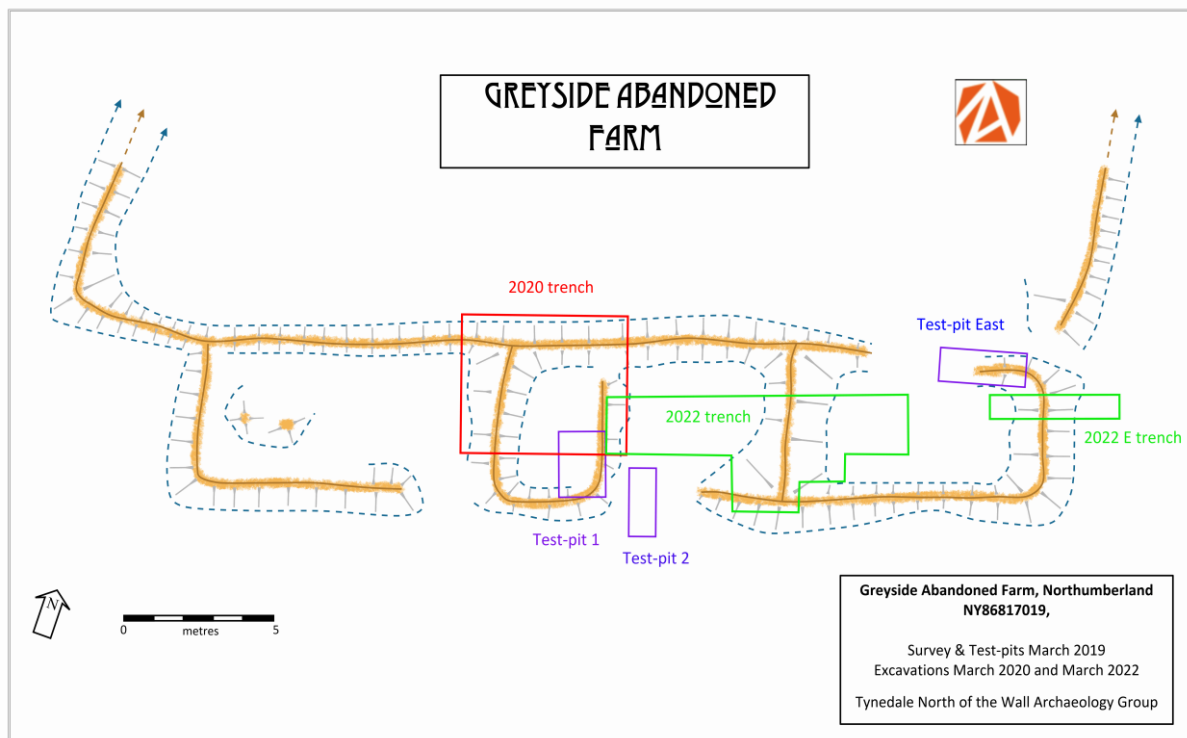 GREYSIDE ABANDONED
FARM
2020 trench
Test-pit East
2022 trench
2022 E trench
Test-pit 1
Test-pit 2
N
0 5
metres
Greyside Abandoned Farm, Northumberland
NY86817019,
Survey & Test-pits March 2019
Excavations March 2020 and March 2022
Tynedale North of the Wall Archaeology Group